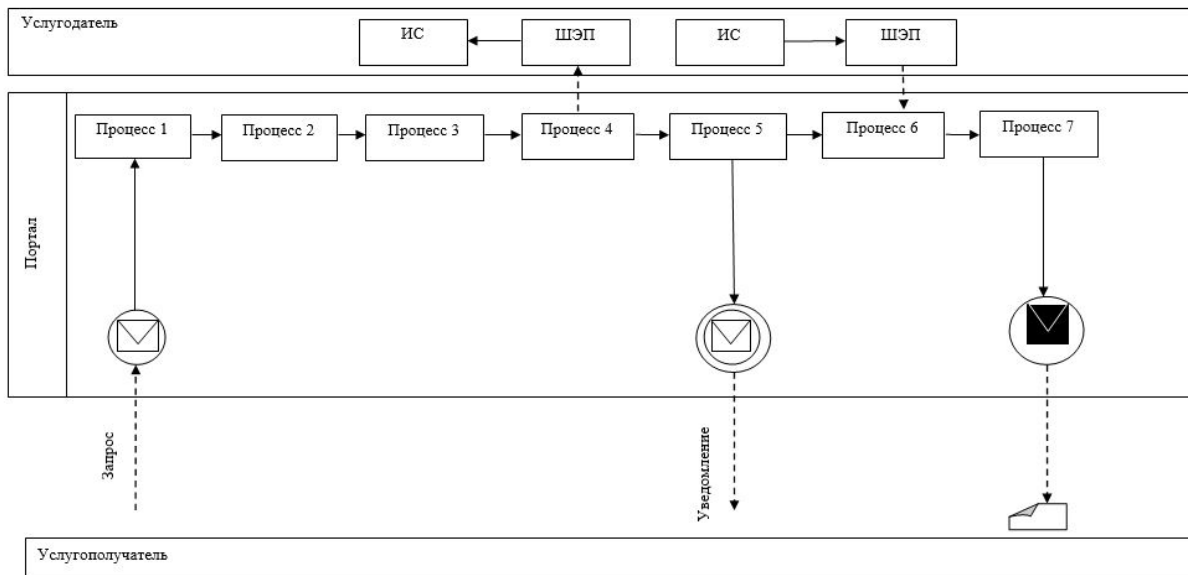 Услугодатель
ИС
ШЭП
ИС
ШЭП
Портал
Процесс 1
Процесс 2
Процесс 3
Процесс 4
Процесс 5
Процесс 6
Процесс 7
Запрос
Уведомление
Услугополучатель